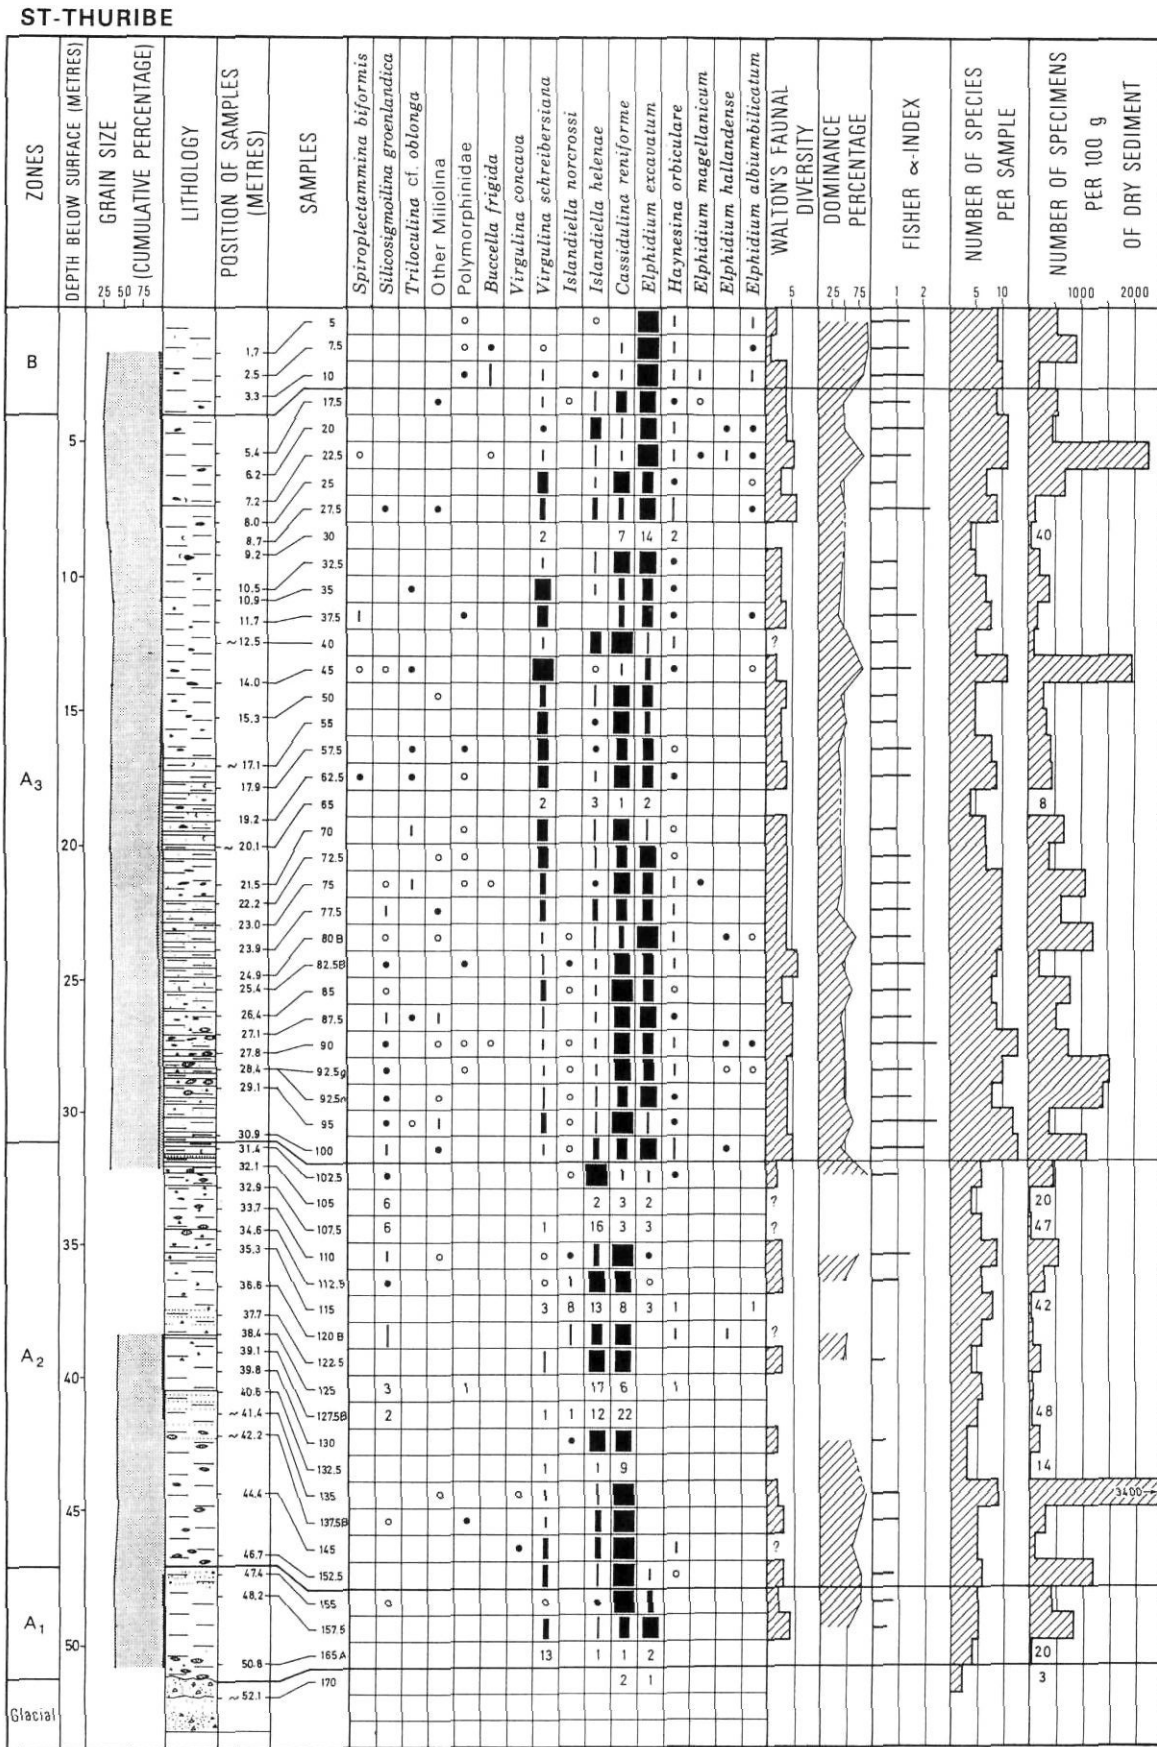 ST-THURIBE
ZONES
DEPTH BELOW SURFACE (METRES)
GRAIN SIZE
(CUMULATIVE PERCENTAGE)
25 50 75
LITHOLOGY
POSITION OF SAMPLES
(METRES)
SAMPLES
Spiroplectammina biformis
Silicosigmoilina groenlandica
Triloculina cf. oblonga
Other Miliolina
Polymorphinidae
Buccella frigida
Virgulina concava
Virgulina schreibersiana
Islandiella norcrossi
Islandiella helenae
Cassidulina reniforme
Elphidium excavatum
Haynesina orbiculare
Elphidium magellanicum
Elphidium hallandense
Elphidium albiumbilicatum
WALTON'S FAUNAL
DIVERSITY
5
DOMINANCE
PERCENTAGE
25 75
FISHER α-INDEX
1 2
NUMBER OF SPECIES
PER SAMPLE
5 10
NUMBER OF SPECIMENS
PER 100 g
OF DRY SEDIMENT
1000 2000
B
A3
A2
A1
Glacial
5
10
15
20
25
30
35
40
45
50
1.7
2.5
3.3
5.4
6.2
7.2
8.0
8.7
9.2
10.5
10.9
11.7
~12.5
14.0
15.3
~17.1
17.9
19.2
~20.1
21.5
22.2
23.0
23.9
24.9
25.4
26.4
27.1
27.8
28.4
29.1
30.9
31.4
32.1
32.9
33.7
34.6
35.3
36.6
37.7
38.4
39.1
39.8
40.6
~41.4
~42.2
44.4
46.7
47.4
48.2
50.8
~52.1
5
7.5
10
17.5
20
22.5
25
27.5
30 2 7 14 2 40
32.5
35
37.5
40 ?
45
50
55
57.5
62.5
65 2 3 1 2 8
70
72.5
75
77.5
80 B
82.5B
85
87.5
90
92.5g
92.5n
95
100
102.5
105 6 2 3 2 ? 20
107.5 6 1 16 3 3 ? 47
110
112.5
115 3 8 13 8 3 1 1 42
120 B ?
122.5
125 3 1 17 6 1
127.5B 2 1 1 12 22 48
130
132.5 1 1 9 14
135 3400
137.5B
145 ?
152.5
155
157.5
165A 13 1 1 2 20
170 2 1 3